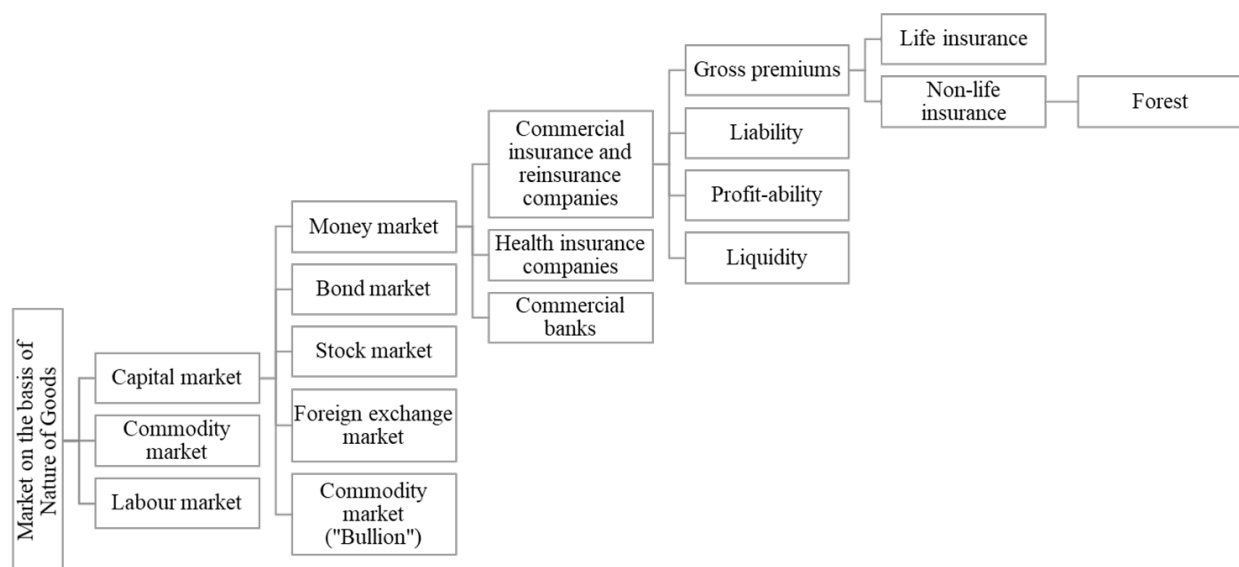 Market on the basis of
Nature of Goods
Capital market
Commodity
market
Labour market
Money market
Bond market
Stock market
Foreign exchange
market
Commodity
market
("Bullion")
Commercial
insurance and
reinsurance
companies
Health insurance
companies
Commercial
banks
Gross premiums
Liability
Profit-ability
Liquidity
Life insurance
Non-life
insurance
Forest